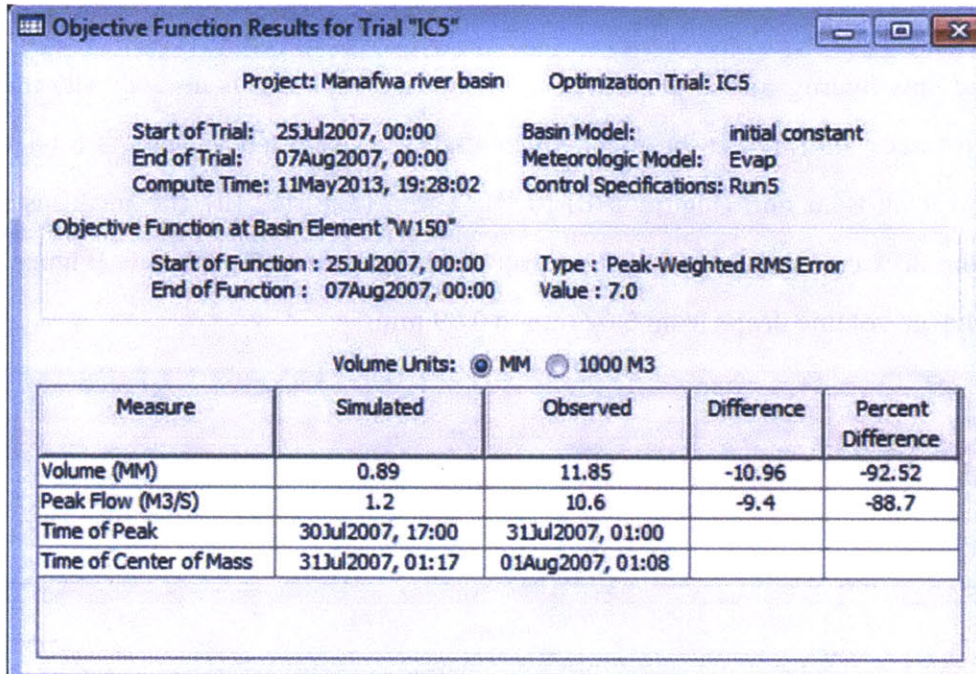 Objective Function Results for Trial "IC5"
Project: Manafwa river basin Optimization Trial: IC5
Start of Trial: 25Jul2007, 00:00 Basin Model: initial constant
End of Trial: 07Aug2007, 00:00 Meteorologic Model: Evap
Compute Time: 11May2013, 19:28:02 Control Specifications: Run5
Objective Function at Basin Element "W150"
Start of Function : 25Jul2007, 00:00 Type : Peak-Weighted RMS Error
End of Function : 07Aug2007, 00:00 Value : 7.0
Volume Units: MM 1000 M3
Measure Simulated Observed Difference Percent Difference
Volume (MM) 0.89 11.85 -10.96 -92.52
Peak Flow (M3/S) 1.2 10.6 -9.4 -88.7
Time of Peak 30Jul2007, 17:00 31Jul2007, 01:00
Time of Center of Mass 31Jul2007, 01:17 01Aug2007, 01:08